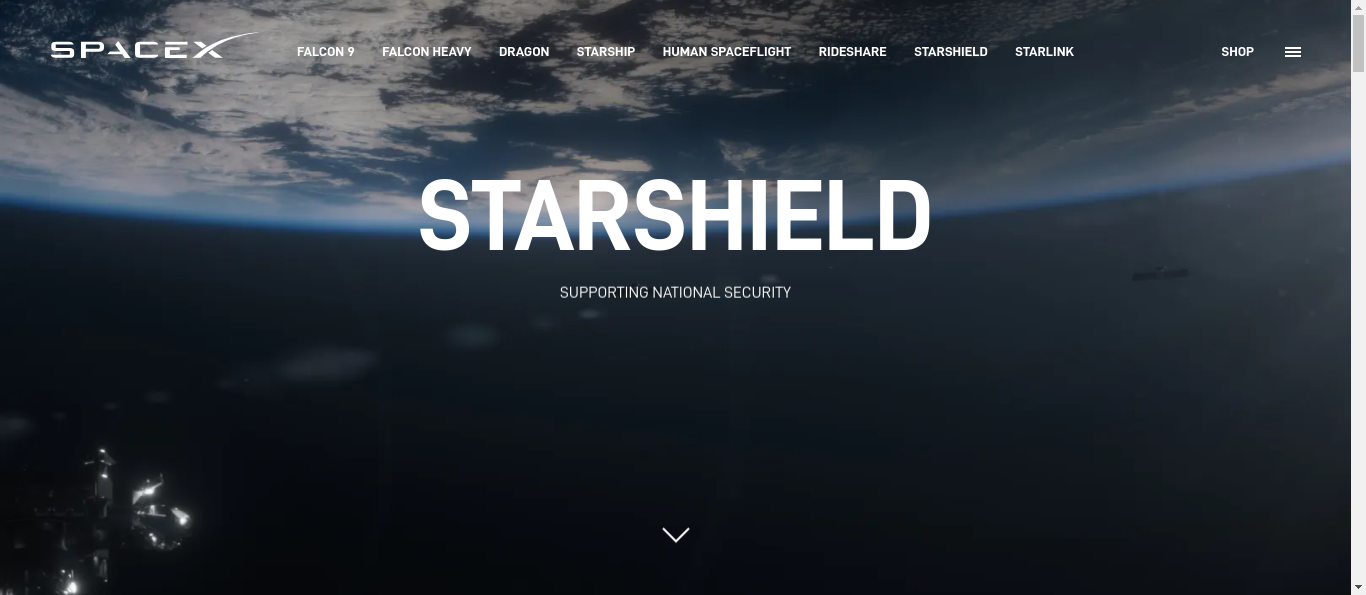 SPACEX FALCON 9 FALCON HEAVY DRAGON STARSHIP HUMAN SPACEFLIGHT RIDESHARE STARSHIELD STARLINK SHOP
STARSHIELD
SUPPORTING NATIONAL SECURITY